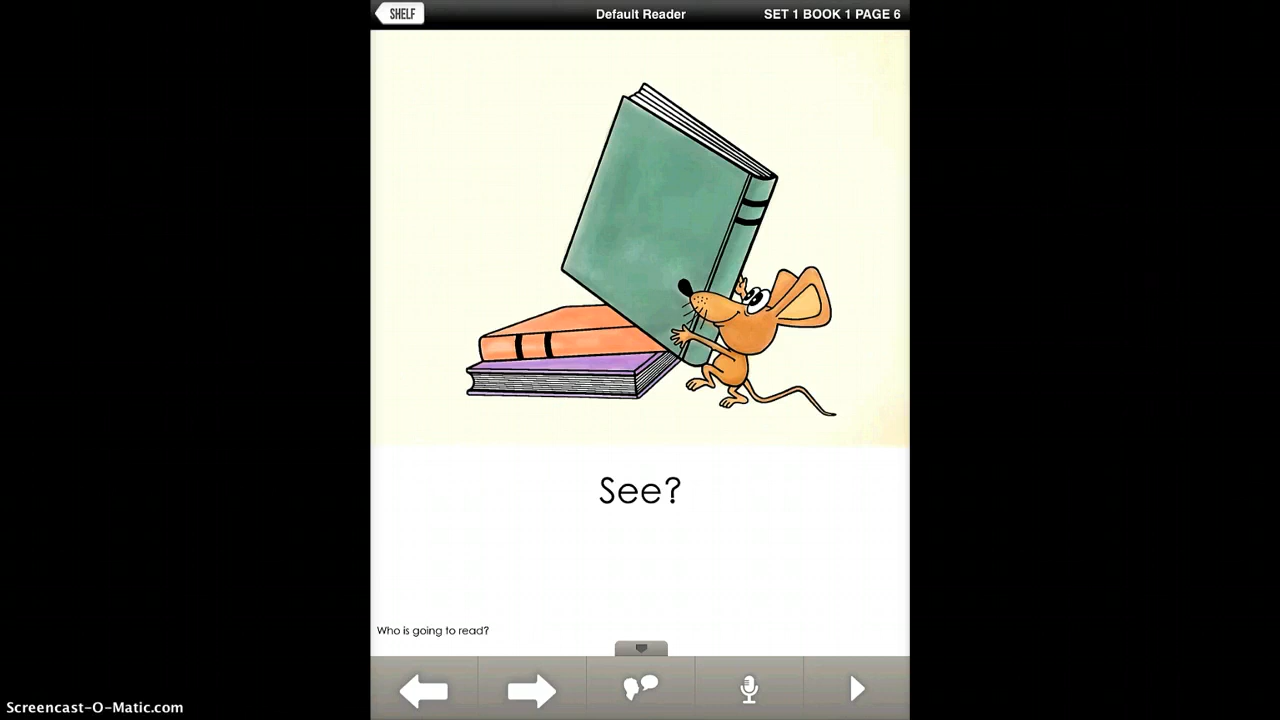 SHELF
Default Reader
SET 1 BOOK 1 PAGE 6
See?
Who is going to read?
Screencast-O-Matic.com